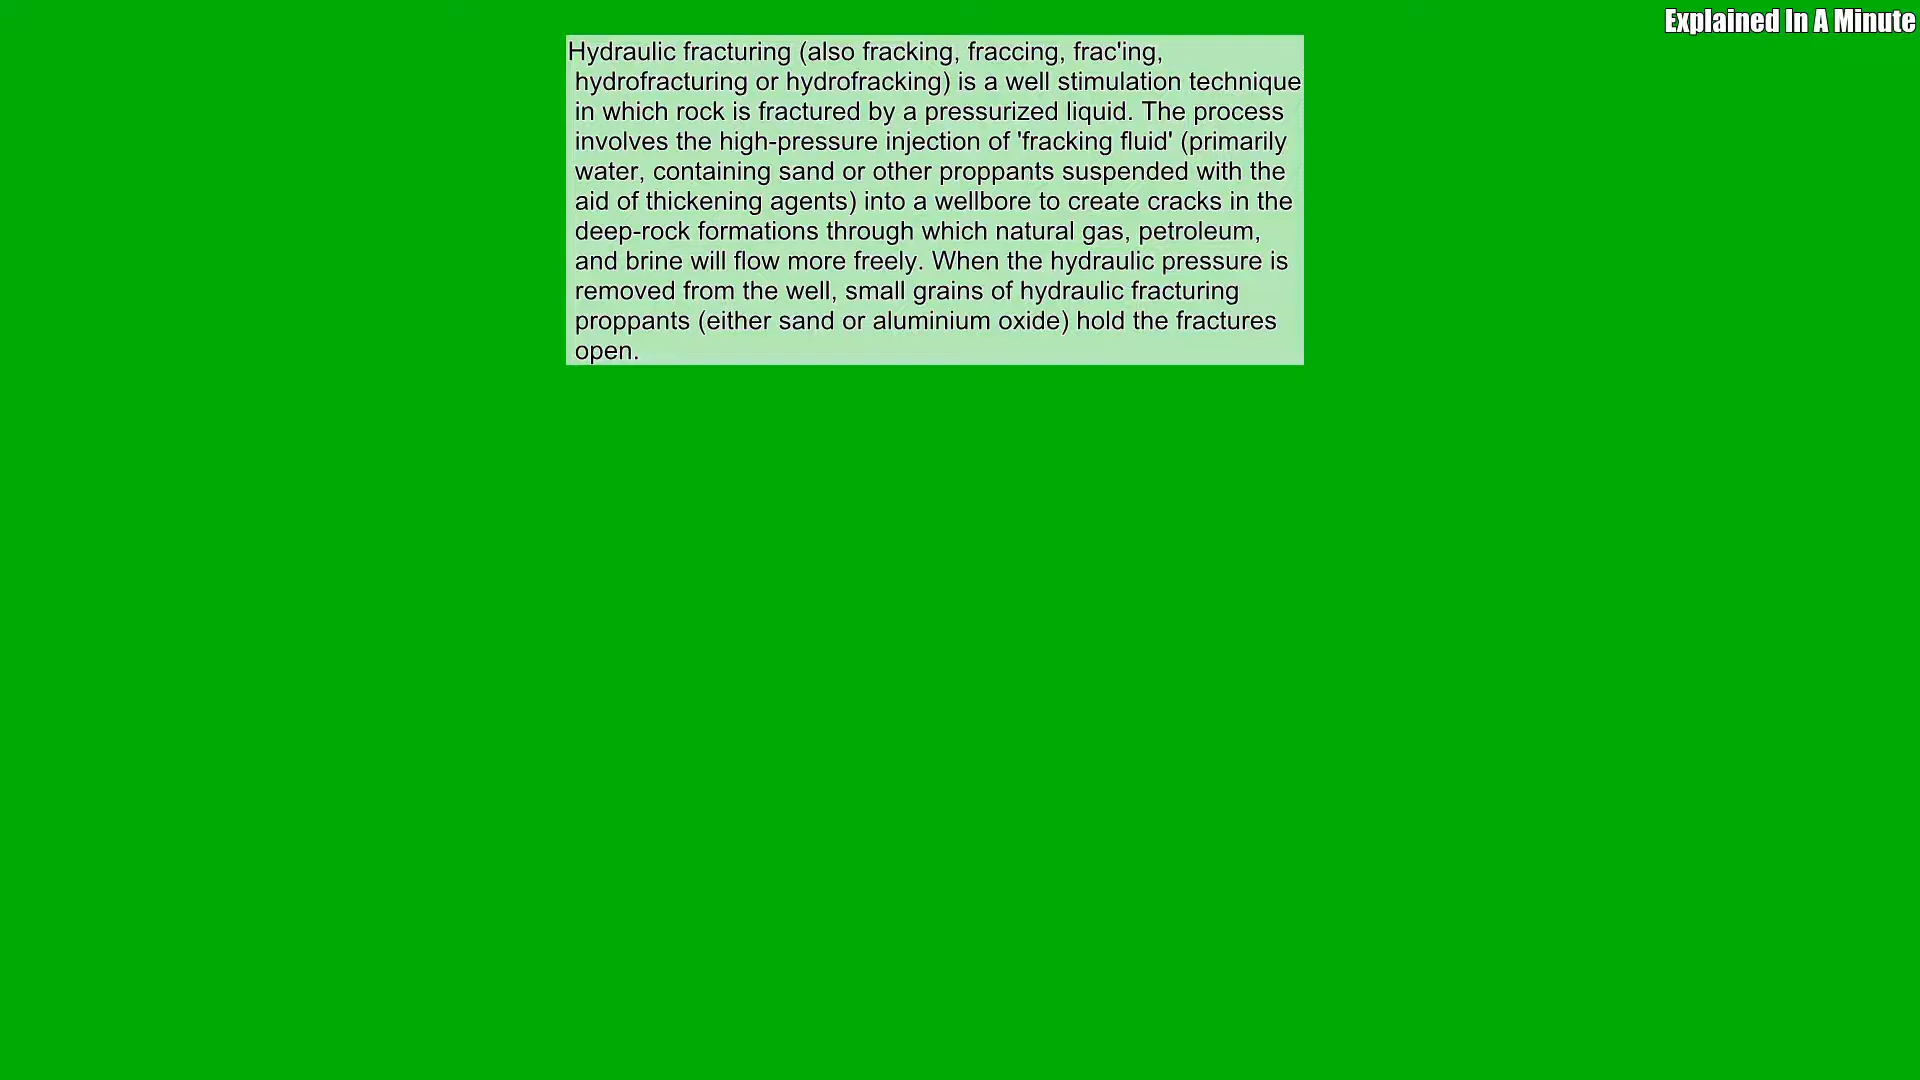 Explained In A Minute
Hydraulic fracturing (also fracking, fraccing, frac'ing,
hydrofracturing or hydrofracking) is a well stimulation technique
in which rock is fractured by a pressurized liquid. The process
involves the high-pressure injection of 'fracking fluid' (primarily
water, containing sand or other proppants suspended with the
aid of thickening agents) into a wellbore to create cracks in the
deep-rock formations through which natural gas, petroleum,
and brine will flow more freely. When the hydraulic pressure is
removed from the well, small grains of hydraulic fracturing
proppants (either sand or aluminium oxide) hold the fractures
open.